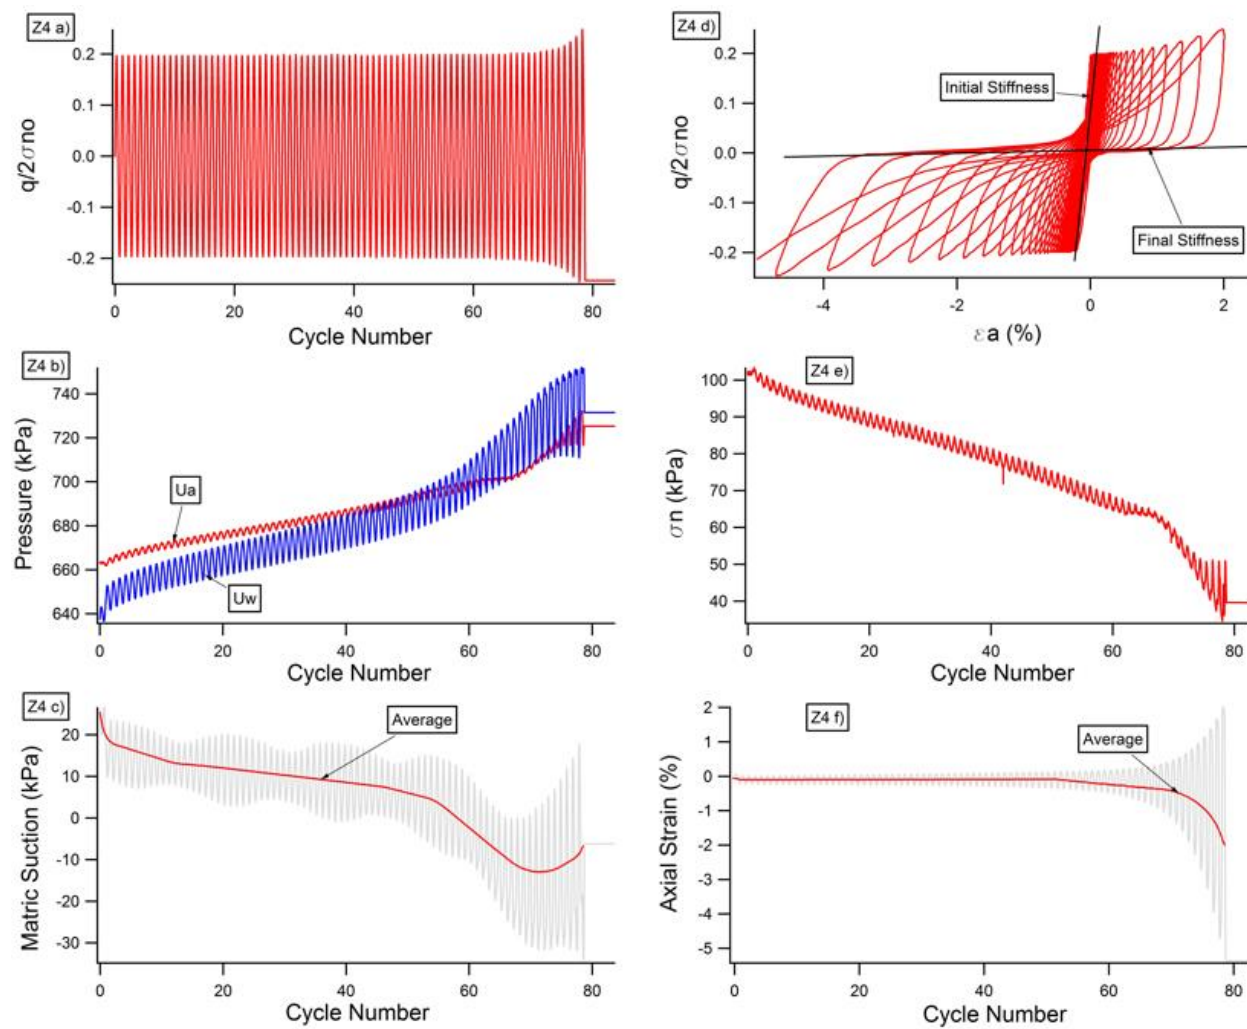 Z4 a)
q/2σno
0.2
0.1
0.0
-0.1
-0.2
0 20 40 60 80
Cycle Number
Z4 d)
q/2σno
0.2
0.1
0.0
-0.1
-0.2
Initial Stiffness
Final Stiffness
-4 -2 0 2
εa (%)
Z4 b)
Pressure (kPa)
740
720
700
680
660
640
Ua
Uw
0 20 40 60 80
Cycle Number
Z4 e)
σn (kPa)
100
90
80
70
60
50
40
0 20 40 60 80
Cycle Number
Z4 c)
Matric Suction (kPa)
20
10
0
-10
-20
-30
Average
0 20 40 60 80
Cycle Number
Z4 f)
Axial Strain (%)
2
1
0
-1
-2
-3
-4
-5
Average
0 20 40 60 80
Cycle Number